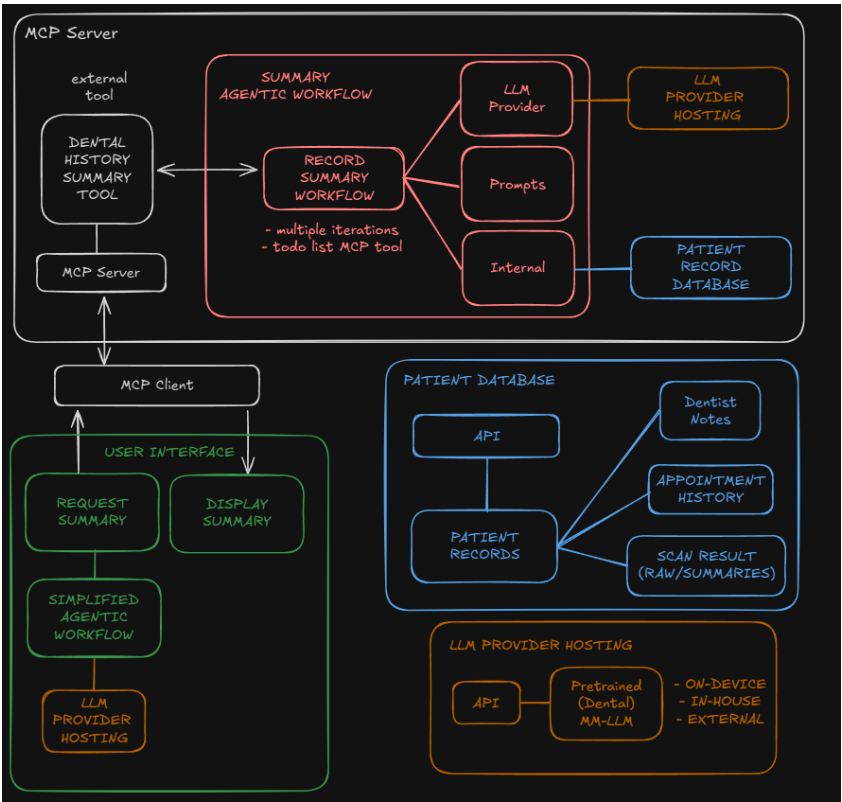 MCP Server
external
tool
DENTAL
HISTORY
SUMMARY
TOOL
MCP Server
SUMMARY
AGENTIC WORKFLOW
RECORD
SUMMARY
WORKFLOW
- multiple iterations
- todo list MCP tool
LLM
Provider
Prompts
Internal
LLM
PROVIDER
HOSTING
PATIENT
RECORD
DATABASE
MCP Client
USER INTERFACE
REQUEST
SUMMARY
DISPLAY
SUMMARY
SIMPLIFIED
AGENTIC
WORKFLOW
LLM
PROVIDER
HOSTING
PATIENT DATABASE
API
PATIENT
RECORDS
Dentist
Notes
APPOINTMENT
HISTORY
SCAN RESULT
(RAW/SUMMARIES)
LLM PROVIDER HOSTING
API
Pretrained
(Dental)
MM-LLM
- ON-DEVICE
- IN-HOUSE
- EXTERNAL